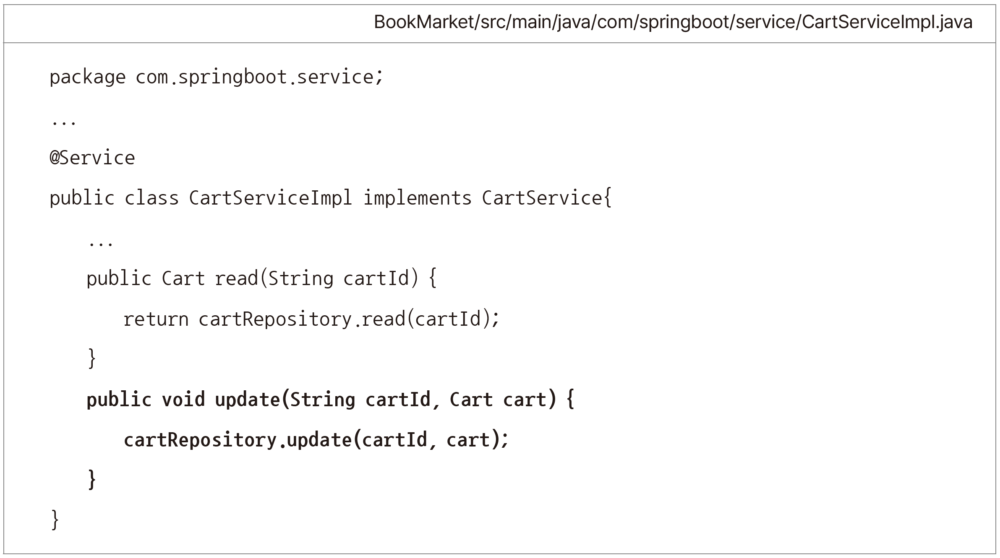 BookMarket/src/main/java/com/springboot/service/CartServiceImpl.java
package com.springboot.service;
...
@Service
public class CartServiceImpl implements CartService{
...
public Cart read(String cartId) {
return cartRepository.read(cartId);
}
public void update(String cartId, Cart cart) {
cartRepository.update(cartId, cart);
}
}